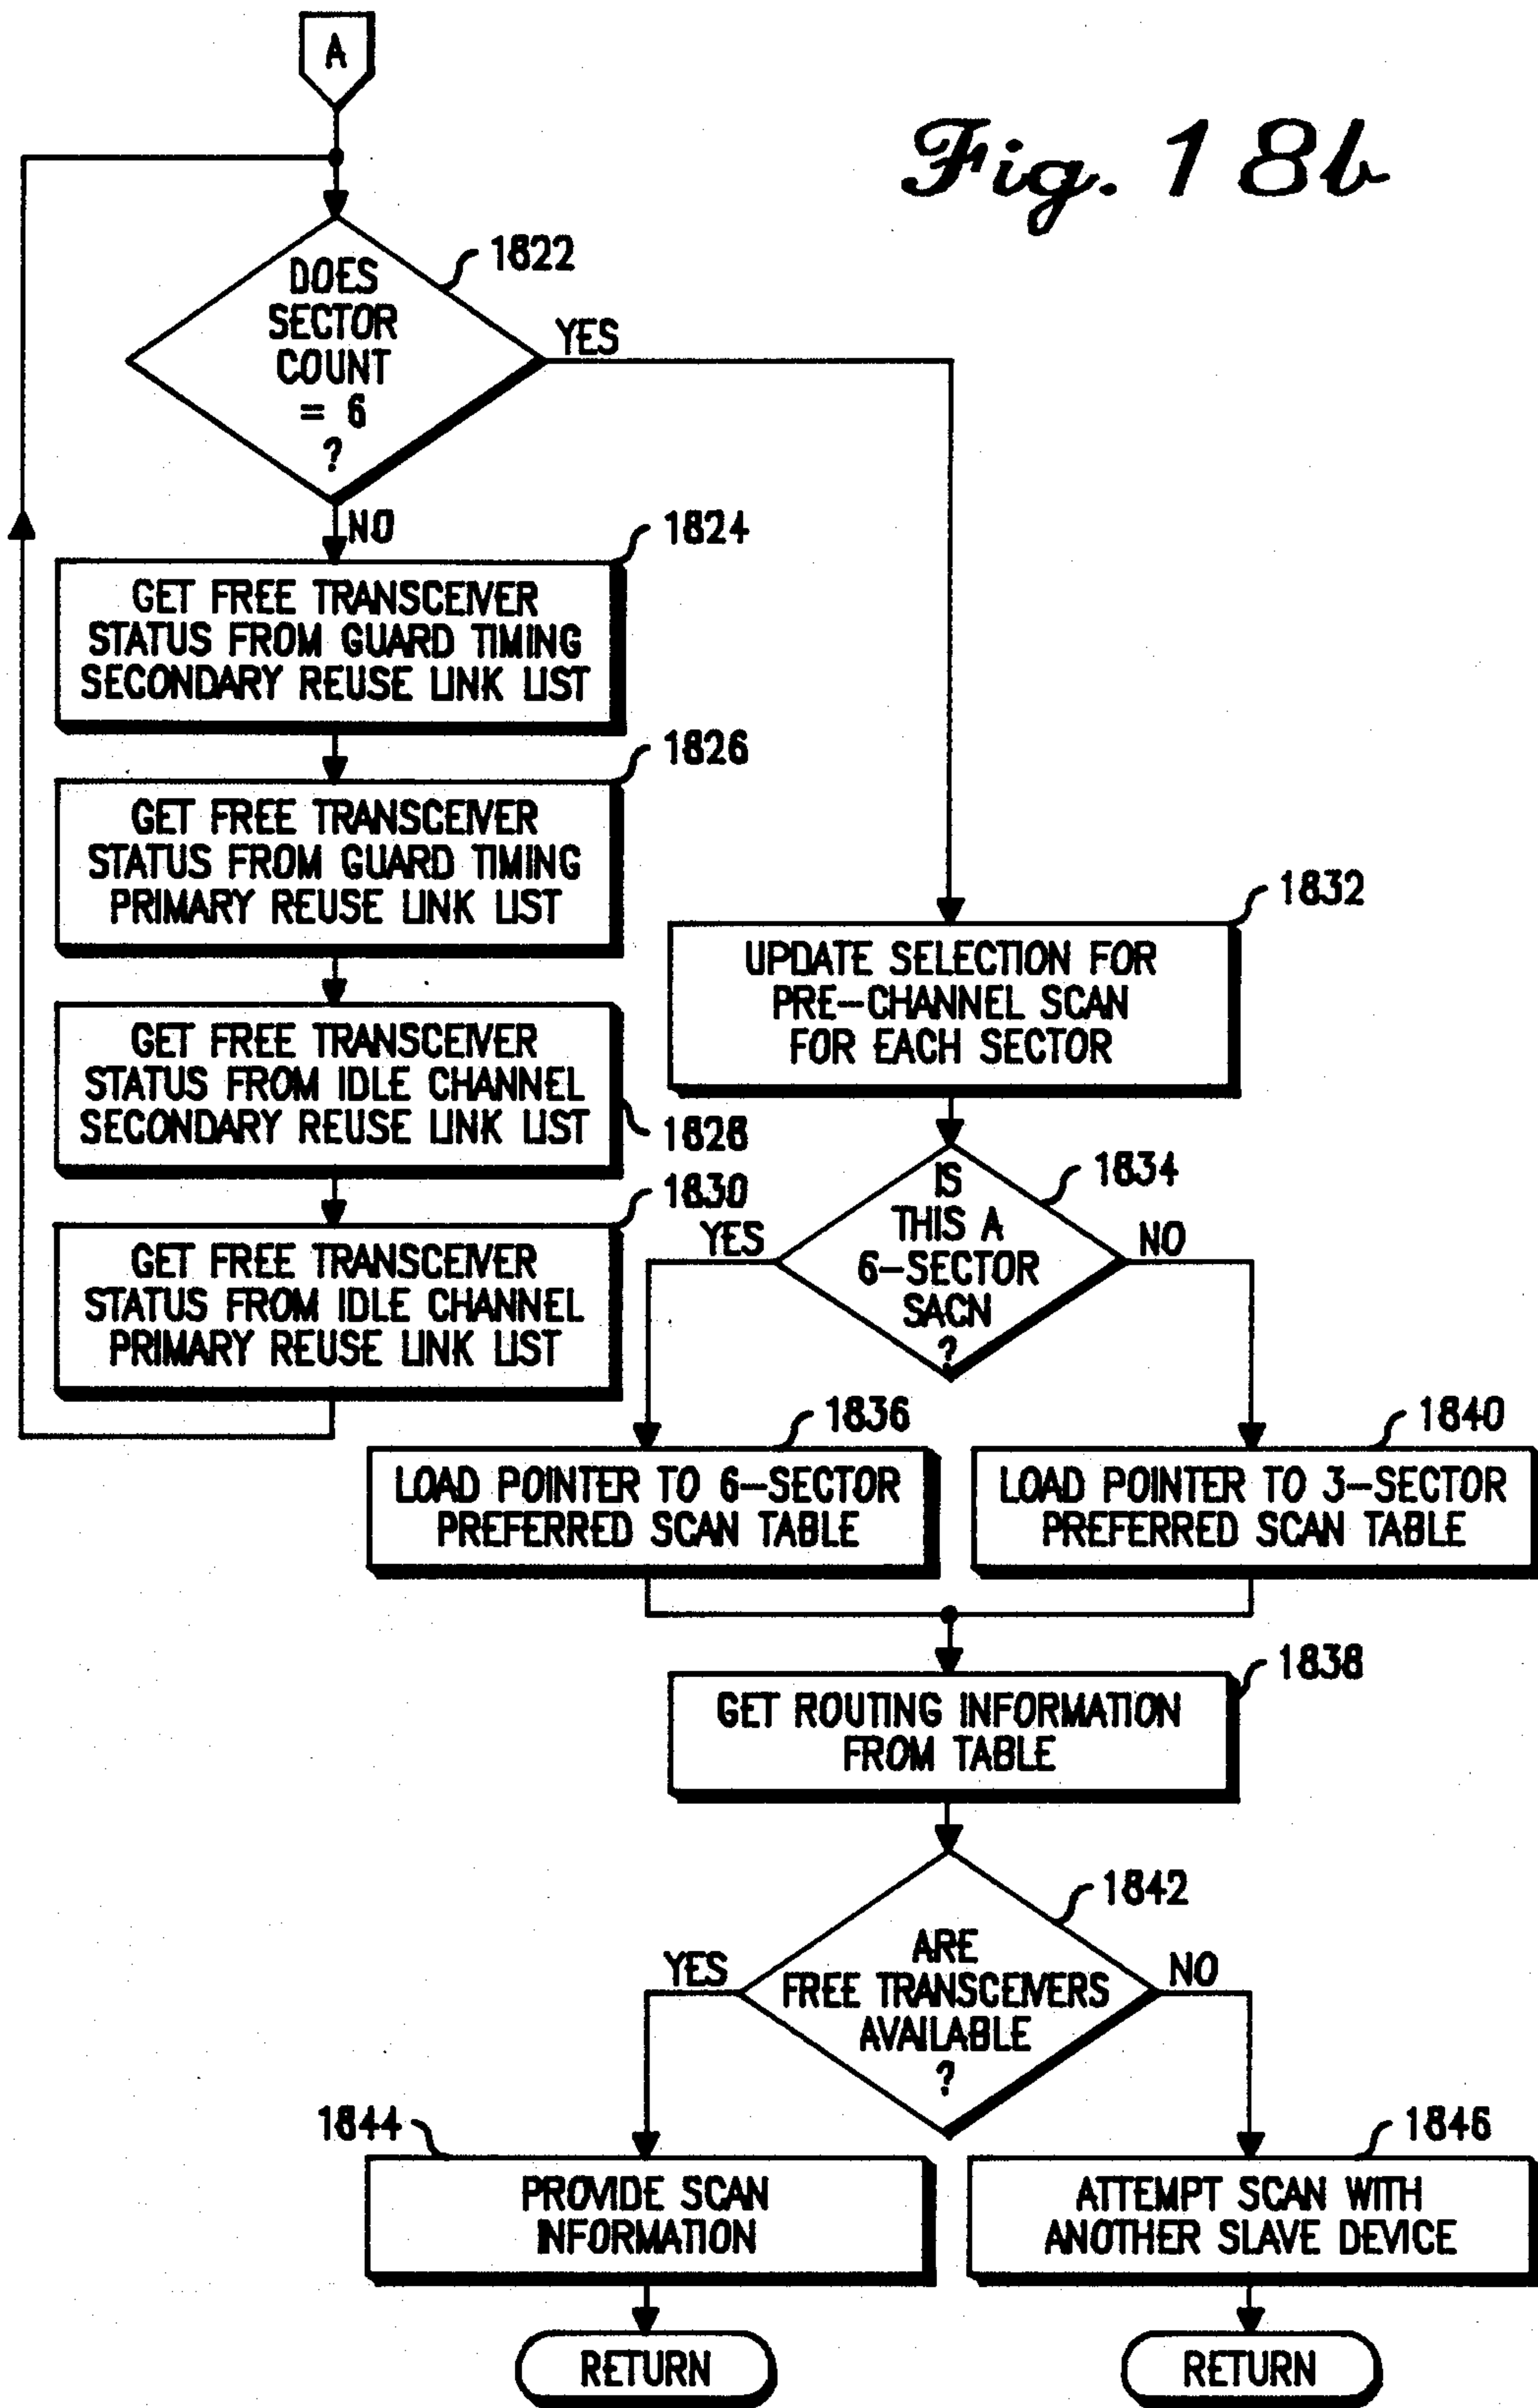 A
Fig. 18b
1822
DOES
SECTOR
COUNT
= 6
?
YES
NO
1824
GET FREE TRANSCEIVER
STATUS FROM GUARD TIMING
SECONDARY REUSE LINK LIST
1826
GET FREE TRANSCEIVER
STATUS FROM GUARD TIMING
PRIMARY REUSE LINK LIST
GET FREE TRANSCEIVER
STATUS FROM IDLE CHANNEL
SECONDARY REUSE LINK LIST
1828
1830
GET FREE TRANSCEIVER
STATUS FROM IDLE CHANNEL
PRIMARY REUSE LINK LIST
1832
UPDATE SELECTION FOR
PRE-CHANNEL SCAN
FOR EACH SECTOR
1834
IS
THIS A
6-SECTOR
SACN
?
YES
NO
1836
LOAD POINTER TO 6-SECTOR
PREFERRED SCAN TABLE
1840
LOAD POINTER TO 3-SECTOR
PREFERRED SCAN TABLE
1838
GET ROUTING INFORMATION
FROM TABLE
1842
ARE
FREE TRANSCEIVERS
AVAILABLE
?
YES
NO
1844
PROVIDE SCAN
INFORMATION
1846
ATTEMPT SCAN WITH
ANOTHER SLAVE DEVICE
RETURN
RETURN